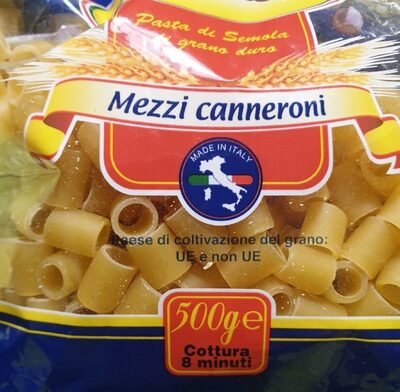 Pasta di Semola
di grano duro
Mezzi canneroni
MADE IN ITALY
Paese di coltivazione del grano:
UE e non UE
500g e
Cottura
8 minuti